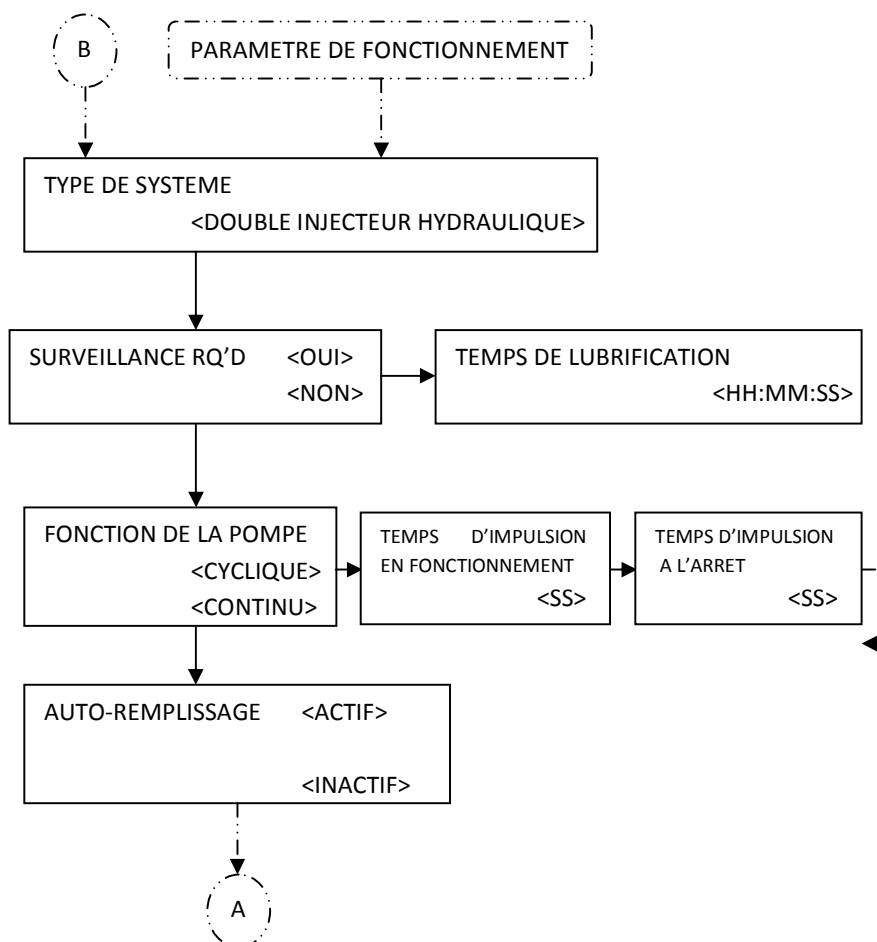 B
PARAMETRE DE FONCTIONNEMENT
TYPE DE SYSTEME
<DOUBLE INJECTEUR HYDRAULIQUE>
SURVEILLANCE RQ’D <OUI>
<NON>
TEMPS DE LUBRIFICATION
<HH:MM:SS>
FONCTION DE LA POMPE
<CYCLIQUE>
<CONTINU>
TEMPS D’IMPULSION
EN FONCTIONNEMENT
<SS>
TEMPS D’IMPULSION
A L’ARRET
<SS>
AUTO-REMPLISSAGE <ACTIF>
<INACTIF>
A